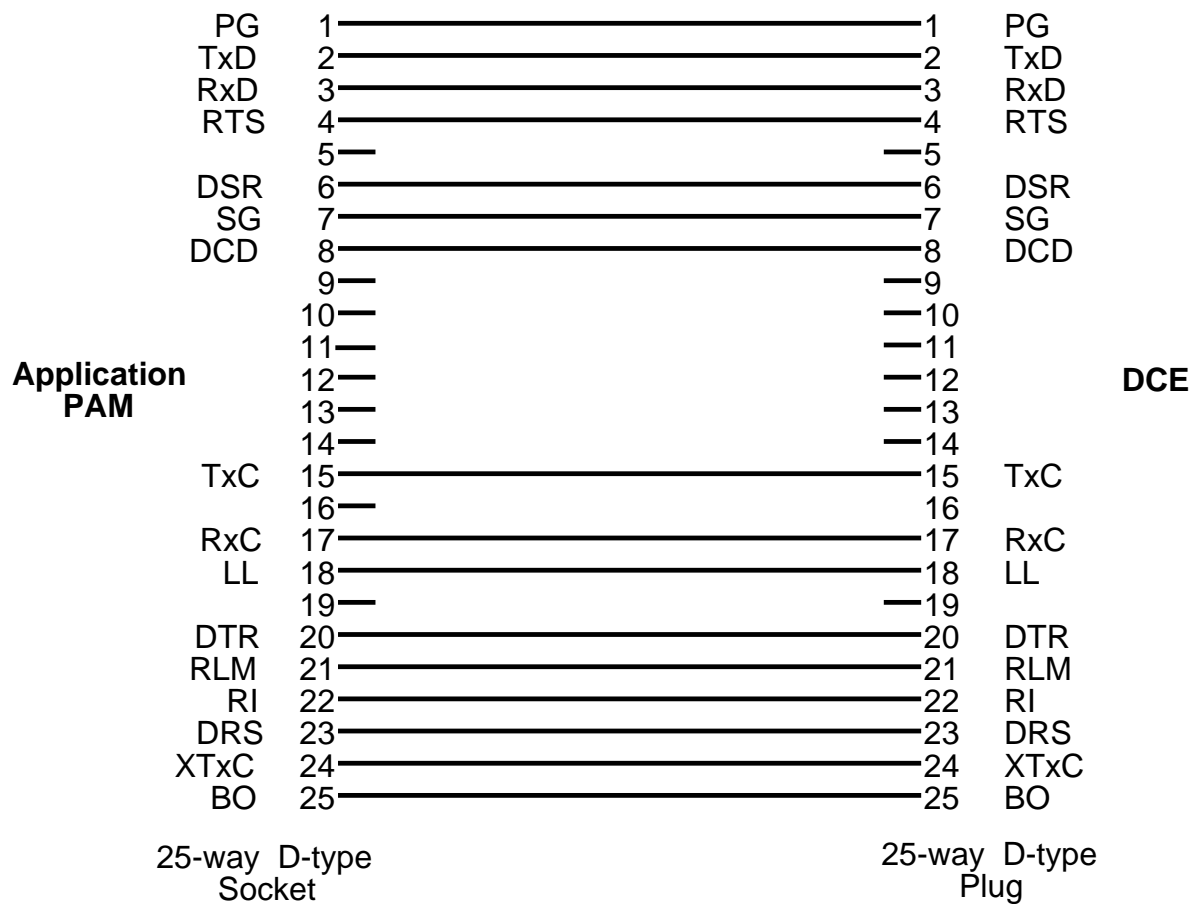 PG 1 1 PG
TxD 2 2 TxD
RxD 3 3 RxD
RTS 4 4 RTS
5 5
DSR 6 6 DSR
SG 7 7 SG
DCD 8 8 DCD
9 9
10 10
11 11
Application PAM 12 12 DCE
13 13
14 14
TxC 15 15 TxC
16 16
RxC 17 17 RxC
LL 18 18 LL
19 19
DTR 20 20 DTR
RLM 21 21 RLM
RI 22 22 RI
DRS 23 23 DRS
XTxC 24 24 XTxC
BO 25 25 BO
25-way D-type 25-way D-type
Socket Plug